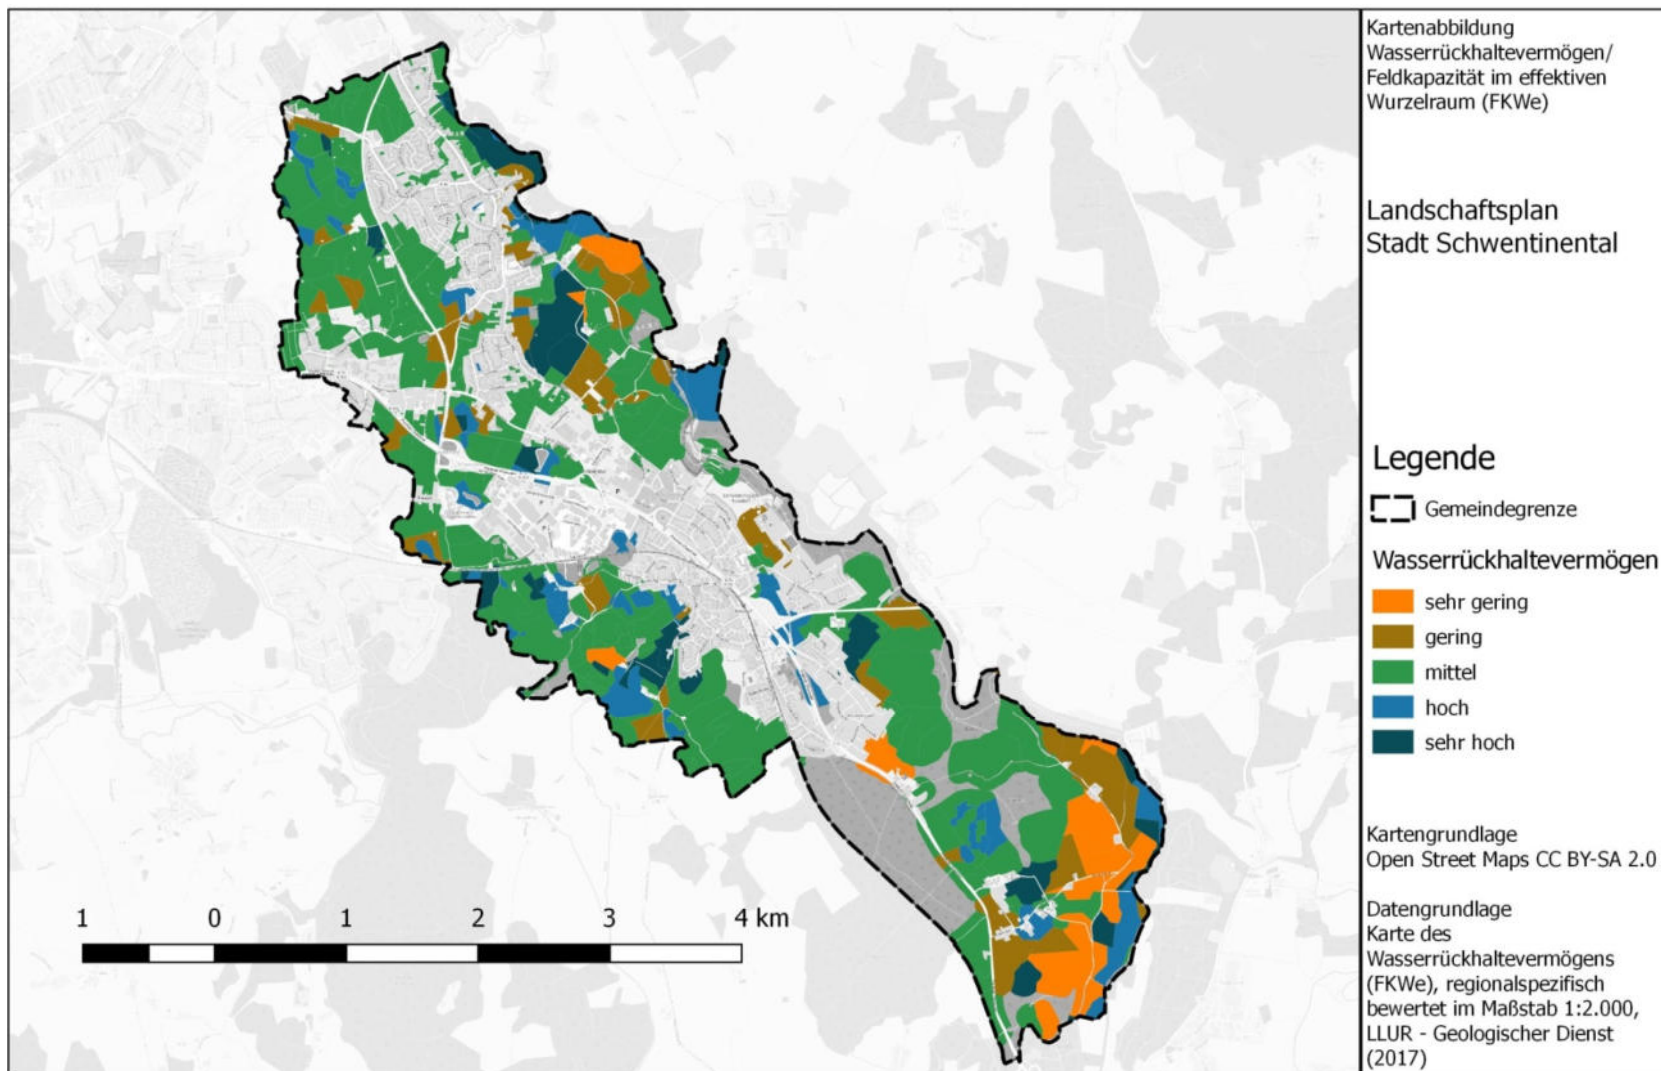 Kartenabbildung
Wasserrückhaltevermögen/
Feldkapazität im effektiven
Wurzelraum (FKWe)
Landschaftsplan
Stadt Schwentinental
Legende
Gemeindegrenze
Wasserrückhaltevermögen
sehr gering
gering
mittel
hoch
sehr hoch
Kartengrundlage
Open Street Maps CC BY-SA 2.0
Datengrundlage
Karte des
Wasserrückhaltevermögens
(FKWe), regionalspezifisch
bewertet im Maßstab 1:2.000,
LLUR - Geologischer Dienst
(2017)
1 0 1 2 3 4 km